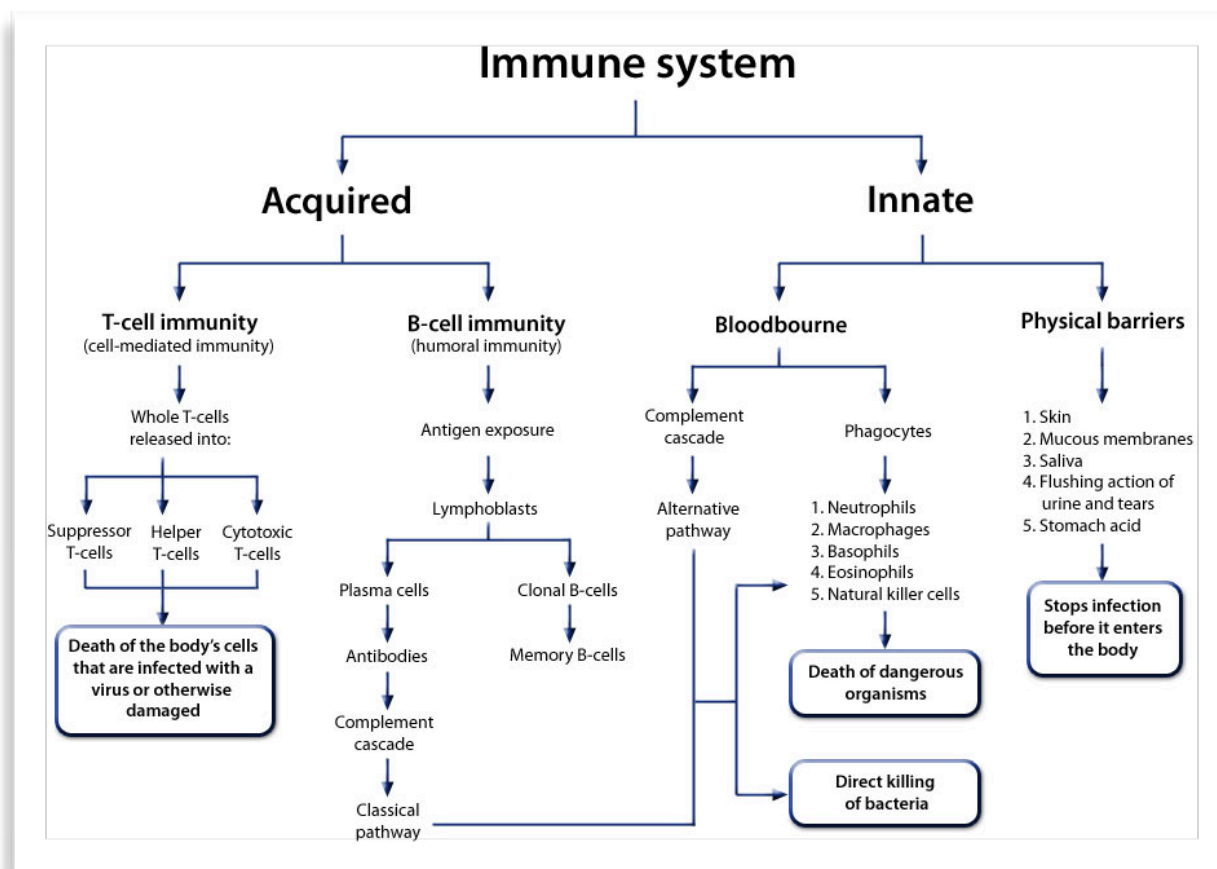 Immune system
Acquired
Innate
T-cell immunity
(cell-mediated immunity)
B-cell immunity
(humoral immunity)
Bloodbourne
Physical barriers
Whole T-cells
released into:
Antigen exposure
Complement
cascade
Phagocytes
1. Skin
2. Mucous membranes
3. Saliva
4. Flushing action of
urine and tears
5. Stomach acid
Suppressor
T-cells
Helper
T-cells
Cytotoxic
T-cells
Lymphoblasts
Alternative
pathway
1. Neutrophils
2. Macrophages
3. Basophils
4. Eosinophils
5. Natural killer cells
Plasma cells
Clonal B-cells
Stops infection
before it enters
the body
Death of the body's cells
that are infected with a
virus or otherwise
damaged
Antibodies
Memory B-cells
Death of dangerous
organisms
Complement
cascade
Direct killing
of bacteria
Classical
pathway